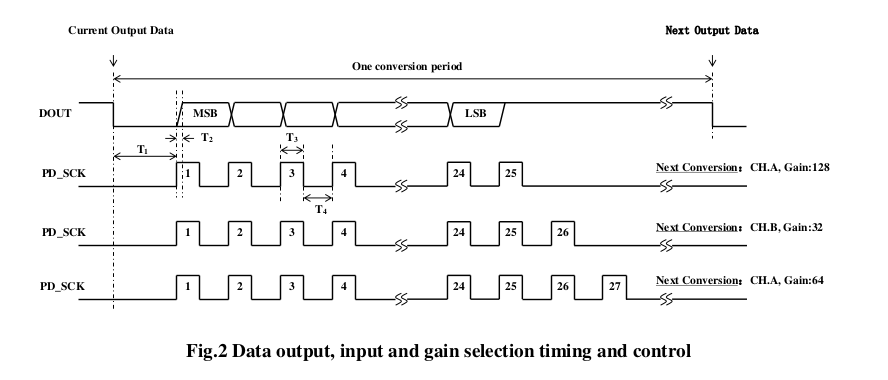 Current Output Data
Next Output Data
One conversion period
DOUT
MSB
LSB
T2
T3
T1
PD_SCK
1 2 3 4 24 25
Next Conversion: CH.A, Gain:128
T4
PD_SCK
1 2 3 4 24 25 26
Next Conversion: CH.B, Gain:32
PD_SCK
1 2 3 4 24 25 26 27
Next Conversion: CH.A, Gain:64
Fig.2 Data output, input and gain selection timing and control